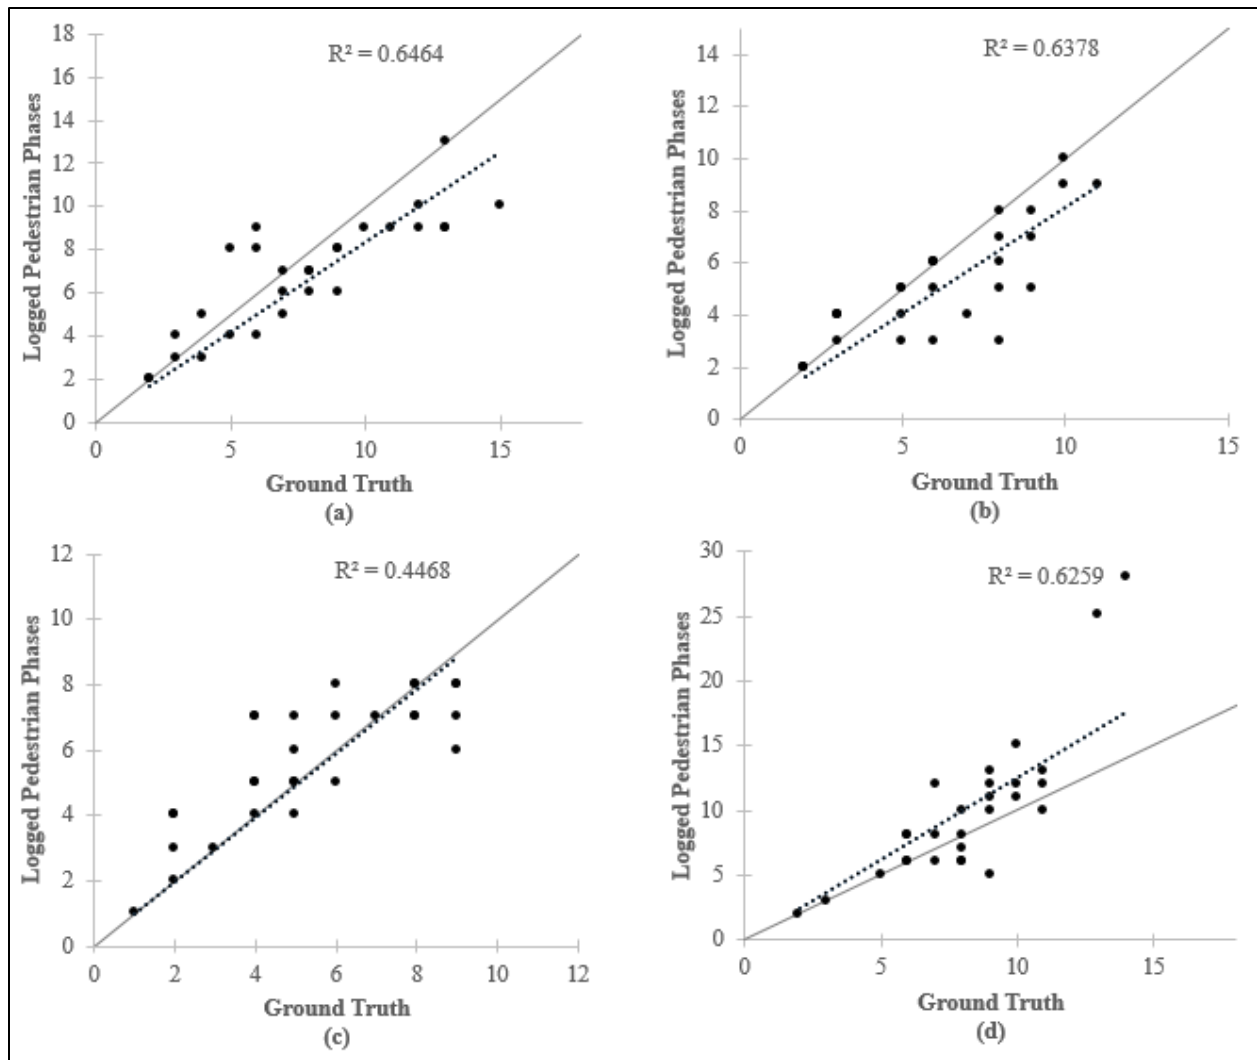 R² = 0.6464
Logged Pedestrian Phases
18
16
14
12
10
8
6
4
2
0
0 5 10 15
Ground Truth
(a)
R² = 0.6378
Logged Pedestrian Phases
14
12
10
8
6
4
2
0
0 5 10 15
Ground Truth
(b)
R² = 0.4468
Logged Pedestrian Phases
12
10
8
6
4
2
0
0 2 4 6 8 10 12
Ground Truth
(c)
R² = 0.6259
Logged Pedestrian Phases
30
25
20
15
10
5
0
0 5 10 15
Ground Truth
(d)